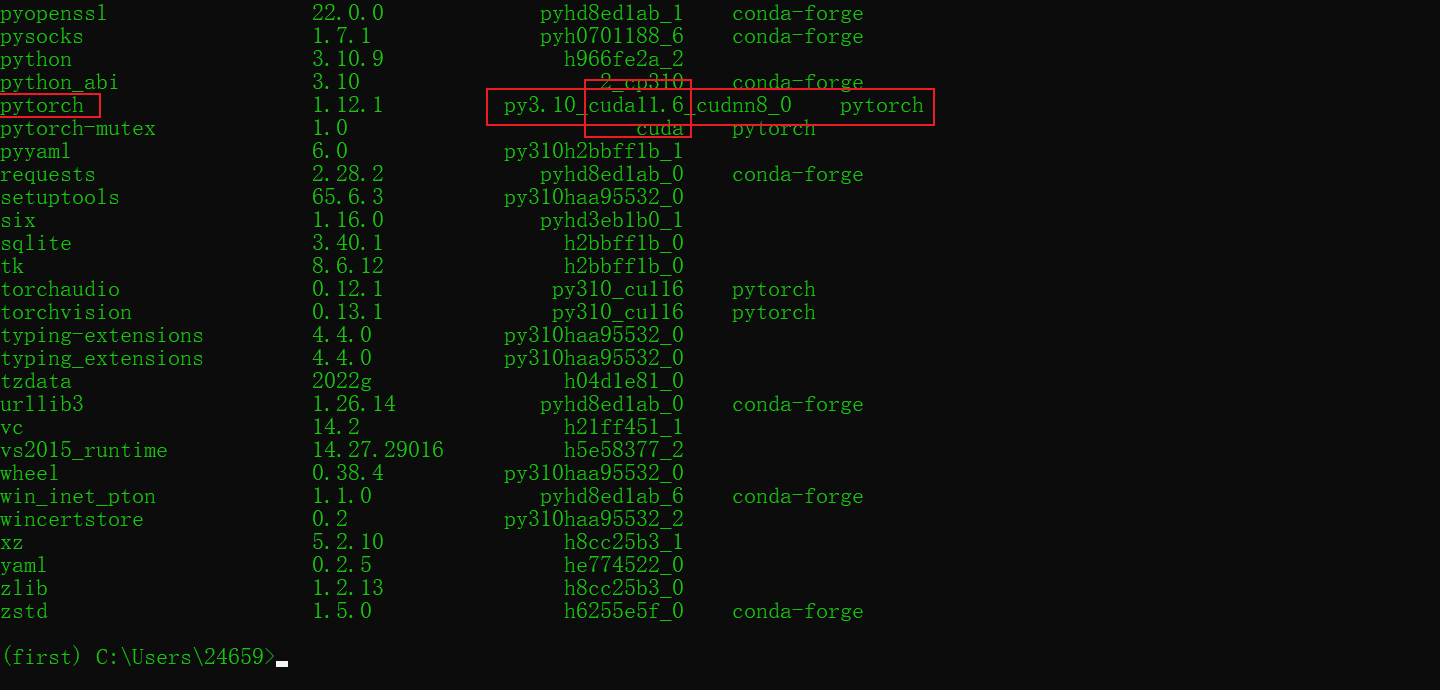 pyopenssl 22.0.0 pyhd8ed1ab_1 conda-forge
pysocks 1.7.1 pyh0701188_6 conda-forge
python 3.10.9 h966fe2a_2
python_abi 3.10 2_cp310 conda-forge
pytorch 1.12.1 py3.10_cuda11.6_cudnn8_0 pytorch
pytorch-mutex 1.0 cuda pytorch
pyyaml 6.0 py310h2bbff1b_1
requests 2.28.2 pyhd8ed1ab_0 conda-forge
setuptools 65.6.3 py310haa95532_0
six 1.16.0 pyhd3eb1b0_1
sqlite 3.40.1 h2bbff1b_0
tk 8.6.12 h2bbff1b_0
torchaudio 0.12.1 py310_cu116 pytorch
torchvision 0.13.1 py310_cu116 pytorch
typing-extensions 4.4.0 py310haa95532_0
typing_extensions 4.4.0 py310haa95532_0
tzdata 2022g h04d1e81_0
urllib3 1.26.14 pyhd8ed1ab_0 conda-forge
vc 14.2 h21ff451_1
vs2015_runtime 14.27.29016 h5e58377_2
wheel 0.38.4 py310haa95532_0
win_inet_pton 1.1.0 pyhd8ed1ab_6 conda-forge
wincertstore 0.2 py310haa95532_2
xz 5.2.10 h8cc25b3_1
yaml 0.2.5 he774522_0
zlib 1.2.13 h8cc25b3_0
zstd 1.5.0 h6255e5f_0 conda-forge
(first) C:\Users\24659>